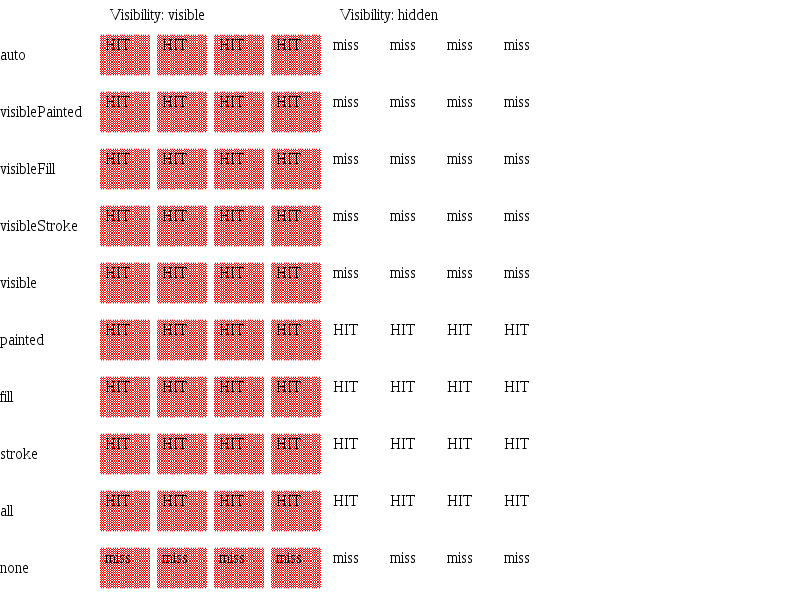 Visibility: visible Visibility: hidden
auto HIT HIT HIT HIT miss miss miss miss
visiblePainted HIT HIT HIT HIT miss miss miss miss
visibleFill HIT HIT HIT HIT miss miss miss miss
visibleStroke HIT HIT HIT HIT miss miss miss miss
visible HIT HIT HIT HIT miss miss miss miss
painted HIT HIT HIT HIT HIT HIT HIT HIT
fill HIT HIT HIT HIT HIT HIT HIT HIT
stroke HIT HIT HIT HIT HIT HIT HIT HIT
all HIT HIT HIT HIT HIT HIT HIT HIT
none miss miss miss miss miss miss miss miss